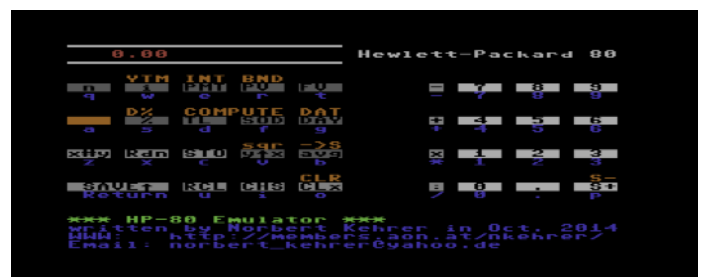 0.00 Hewlett-Packard 80
YTM INT BND
n i PMT PV FV - 7 8 9
q w e r t - 7 8 9
D% COMPUTE DAT
% TL SOD DAY + 4 5 6
a s d f g + 4 5 6
sqr ->S
xHy Rdn STO y↑x avg x 1 2 3
z x c v b * 1 2 3
CLR S-
SAVE↑ RCL CHS CLx : 0 . S+
Return u i o / 0 . p
*** HP-80 Emulator ***
written by Norbert Kehrer in Oct. 2014
WWW: http://members.aon.at/nkehrer/
Email: norbert_kehrer@yahoo.de